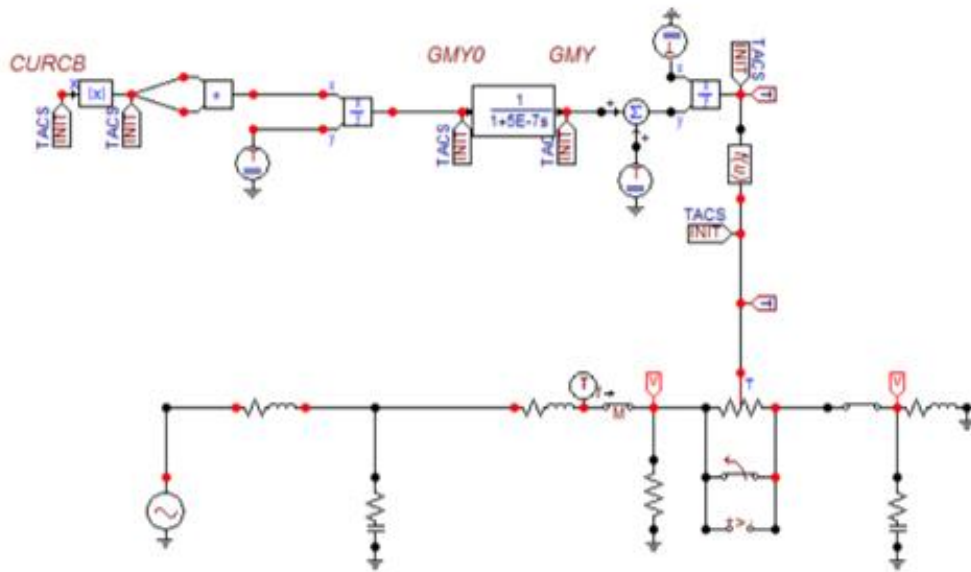 CURCB
GMY0
GMY
TACS
INIT
TACS
INIT
TACS
INIT
TACS
INIT
TACS
INIT
TACS
INIT
x
|x|
x
y
1
1+5E-7s
+
Σ
+
x
y
f(u)
T
T
T
T
T
T
M
V
V